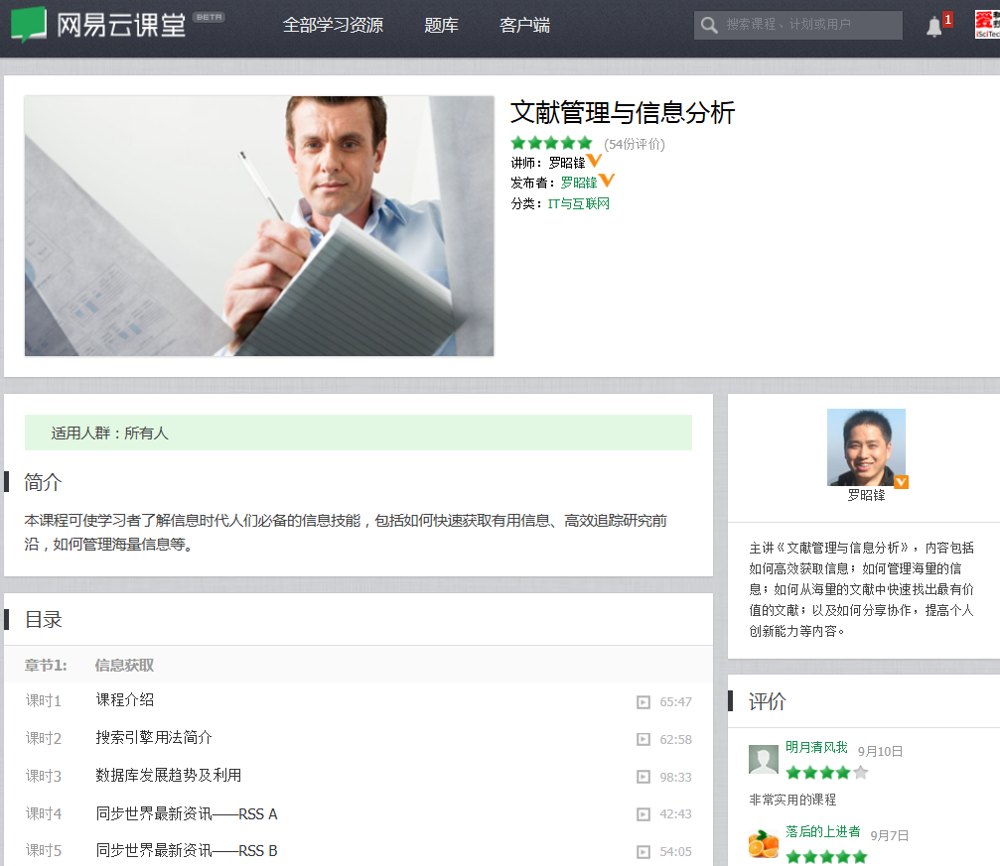 网易云课堂 BETA 全部学习资源 题库 客户端 搜索课程、计划或用户 1
文献管理与信息分析
(54份评价)
讲师：罗昭锋
发布者：罗昭锋
分类：IT与互联网
适用人群：所有人
简介
本课程可使学习者了解信息时代人们必备的信息技能，包括如何快速获取有用信息、高效追踪研究前
沿，如何管理海量信息等。
目录
章节1: 信息获取
课时1 课程介绍 65:47
课时2 搜索引擎用法简介 62:58
课时3 数据库发展趋势及利用 98:33
课时4 同步世界最新资讯——RSS A 42:43
课时5 同步世界最新资讯——RSS B 54:05
罗昭锋
主讲《文献管理与信息分析》，内容包括
如何高效获取信息；如何管理海量的信
息；如何从海量的文献中快速找出最有价
值的文献；以及如何分享协作，提高个人
创新能力等内容。
评价
明月清风我 9月10日
非常实用的课程
落后的上进者 9月7日